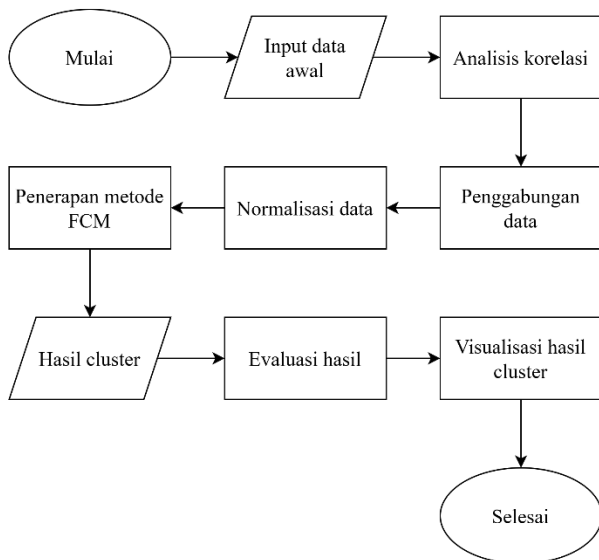 Mulai
Input data
awal
Analisis korelasi
Penggabungan
data
Normalisasi data
Penerapan metode
FCM
Hasil cluster
Evaluasi hasil
Visualisasi hasil
cluster
Selesai